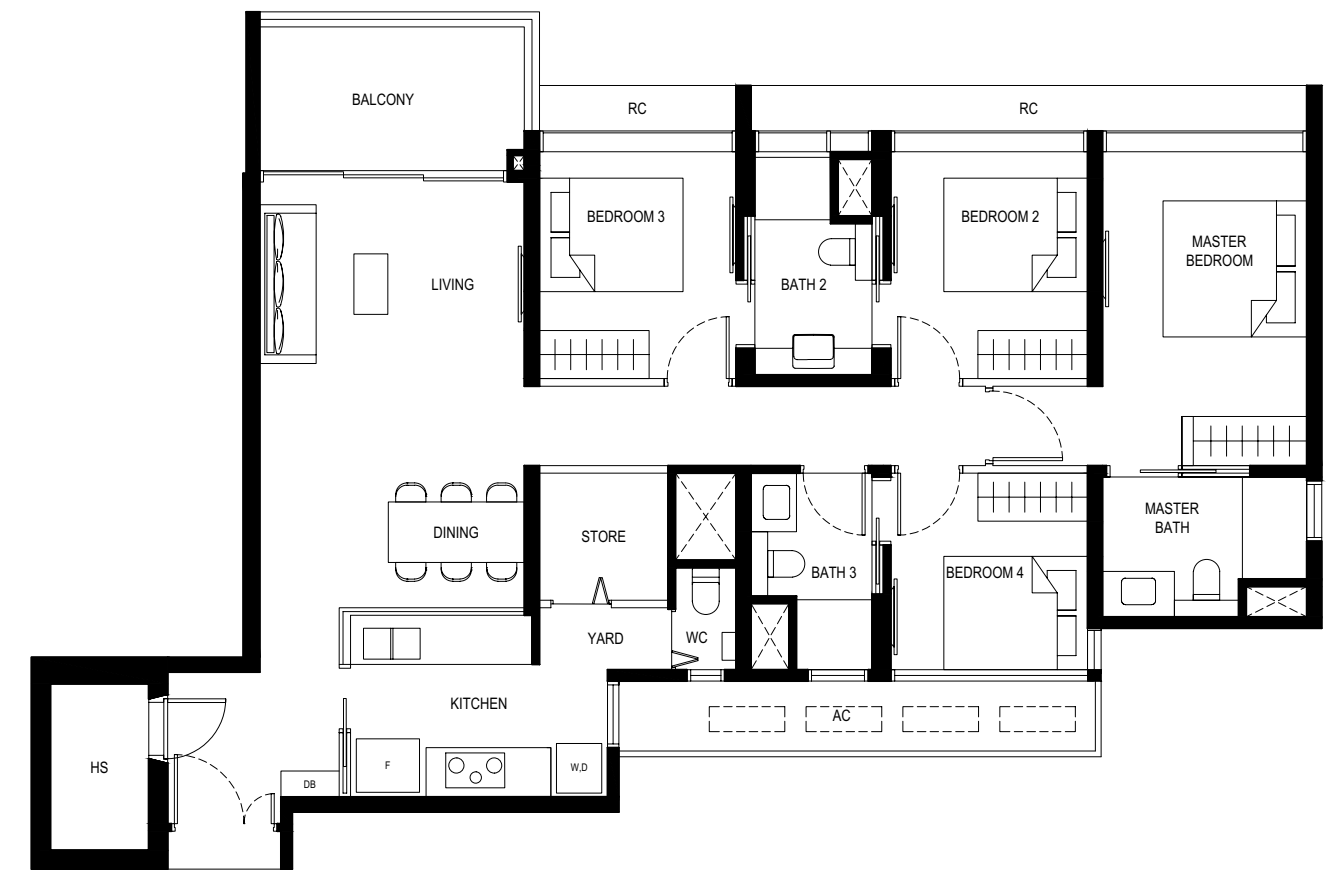 BALCONY
RC
RC
BEDROOM 3
BEDROOM 2
MASTER
BEDROOM
LIVING
BATH 2
DINING
STORE
MASTER
BATH
BATH 3
BEDROOM 4
YARD
WC
KITCHEN
AC
HS
F
W,D
DB